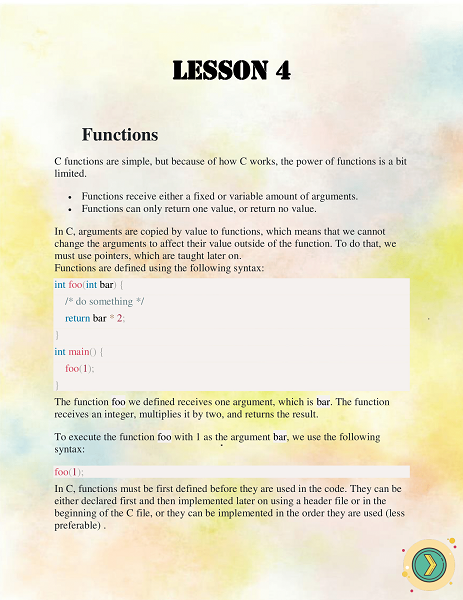 LESSON 4
Functions
C functions are simple, but because of how C works, the power of functions is a bit
limited.
• Functions receive either a fixed or variable amount of arguments.
• Functions can only return one value, or return no value.
In C, arguments are copied by value to functions, which means that we cannot
change the arguments to affect their value outside of the function. To do that, we
must use pointers, which are taught later on.
Functions are defined using the following syntax:
int foo(int bar) {
/* do something */
return bar * 2;
}
int main() {
foo(1);
}
The function foo we defined receives one argument, which is bar. The function
receives an integer, multiplies it by two, and returns the result.
To execute the function foo with 1 as the argument bar, we use the following
syntax:
foo(1);
In C, functions must be first defined before they are used in the code. They can be
either declared first and then implemented later on using a header file or in the
beginning of the C file, or they can be implemented in the order they are used (less
preferable) .